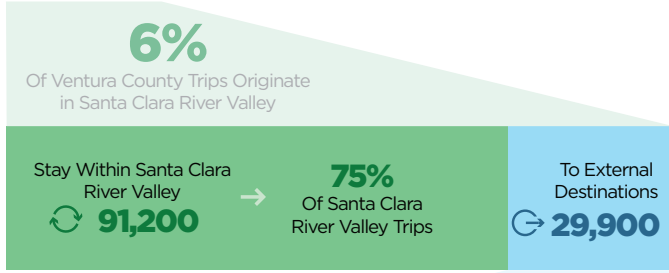 6%
Of Ventura County Trips Originate
in Santa Clara River Valley
Stay Within Santa Clara
River Valley
91,200
75%
Of Santa Clara
River Valley Trips
To External
Destinations
29,900